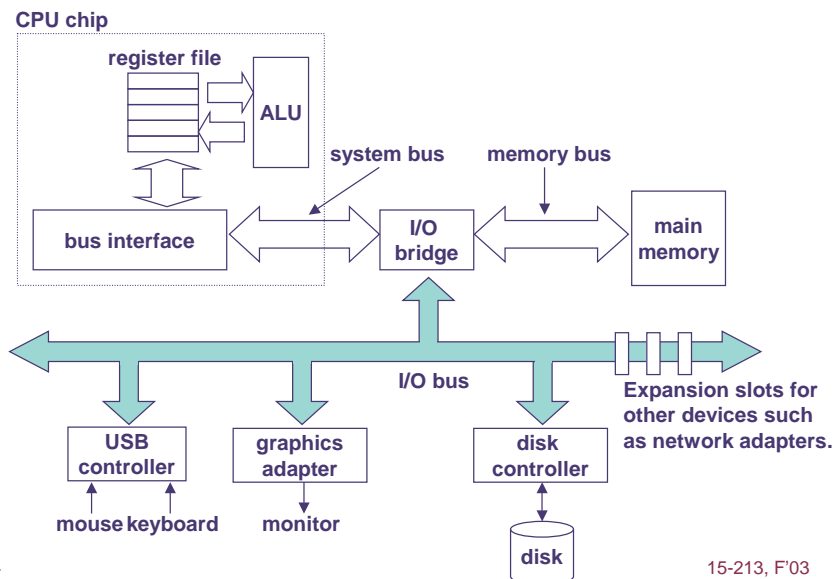 CPU chip
register file
ALU
system bus
memory bus
bus interface
I/O
bridge
main
memory
I/O bus
Expansion slots for
other devices such
as network adapters.
USB
controller
graphics
adapter
disk
controller
mouse keyboard
monitor
disk
15-213, F'03